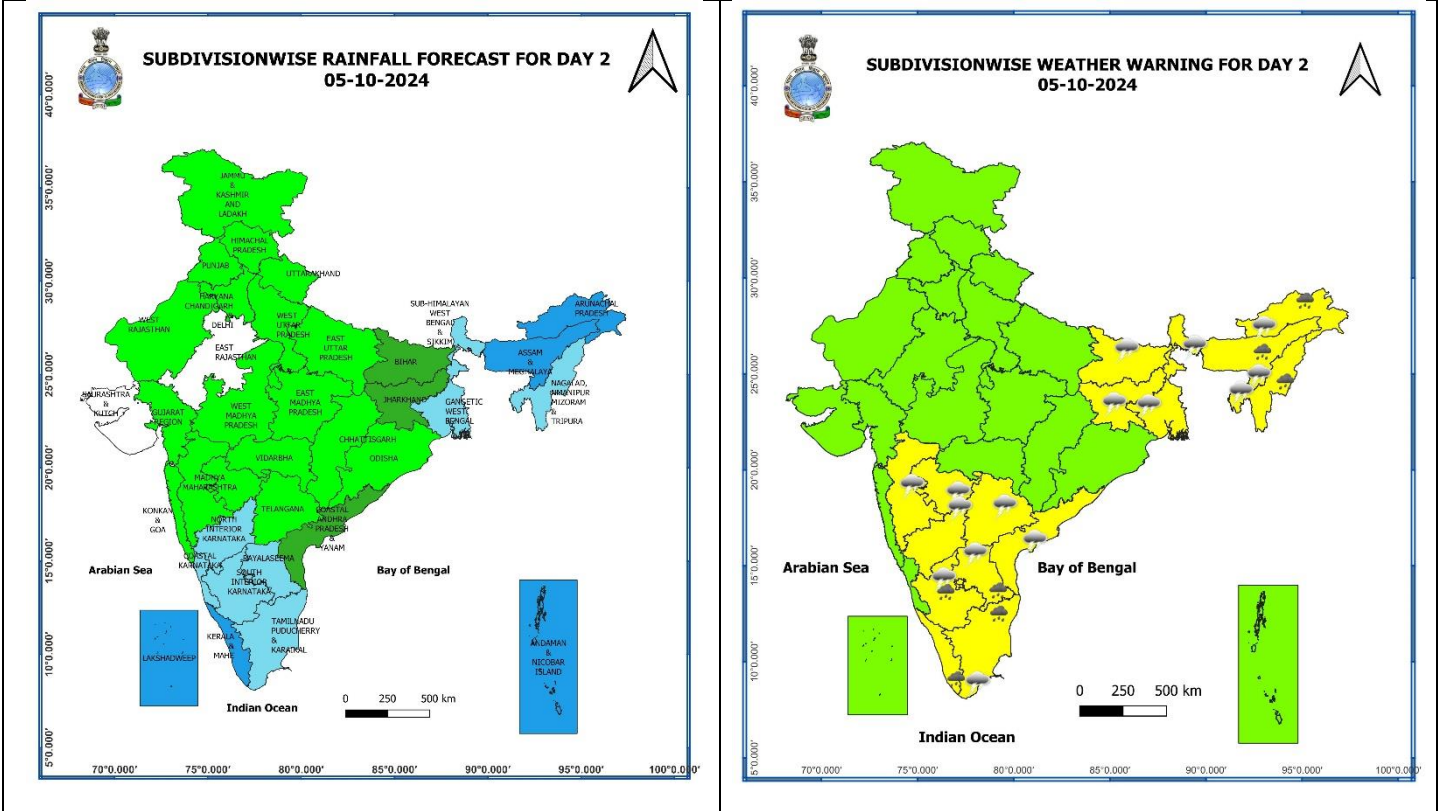 SUBDIVISIONWISE RAINFALL FORECAST FOR DAY 2
05-10-2024
40°0.000'
35°0.000'
30°0.000'
25°0.000'
20°0.000'
15°0.000'
10°0.000'
5°0.000'
JAMMU
&
KASHMIR
AND
LADAKH
HIMACHAL
PRADESH
PUNJAB
UTTARAKHAND
HARYANA
CHANDIGARH
DELHI
WEST
RAJASTHAN
EAST
RAJASTHAN
WEST
UTTAR
PRADESH
EAST
UTTAR
PRADESH
SUB-HIMALAYAN
WEST
BENGAL
&
SIKKIM
ARUNACHAL
PRADESH
ASSAM
&
MEGHALAYA
BIHAR
JHARKHAND
GANGETIC
WEST
BENGAL
MANIPUR
MIZORAM
&
TRIPURA
SAURASHTRA
&
KUTCH
GUJARAT
REGION
WEST
MADHYA
PRADESH
EAST
MADHYA
PRADESH
CHHATTISGARH
ODISHA
VIDARBHA
MADHYA
MAHARASHTRA
KONKAN
&
GOA
TELANGANA
COASTAL
ANDHRA
PRADESH
&
YANAM
NORTH
INTERIOR
KARNATAKA
COASTAL
KARNATAKA
RAYALASEEMA
SOUTH
INTERIOR
KARNATAKA
TAMILNADU
PUDUCHERRY
&
KARAIKAL
KERALA
&
MAHE
LAKSHADWEEP
ANDAMAN
&
NICOBAR
ISLAND
Arabian Sea
Bay of Bengal
Indian Ocean
0 250 500 km
70°0.000' 75°0.000' 80°0.000' 85°0.000' 90°0.000' 95°0.000' 100°0.000'
SUBDIVISIONWISE WEATHER WARNING FOR DAY 2
05-10-2024
40°0.000'
35°0.000'
30°0.000'
25°0.000'
20°0.000'
15°0.000'
10°0.000'
5°0.000'
Arabian Sea
Bay of Bengal
Indian Ocean
0 250 500 km
70°0.000' 75°0.000' 80°0.000' 85°0.000' 90°0.000' 95°0.000' 100°0.000'